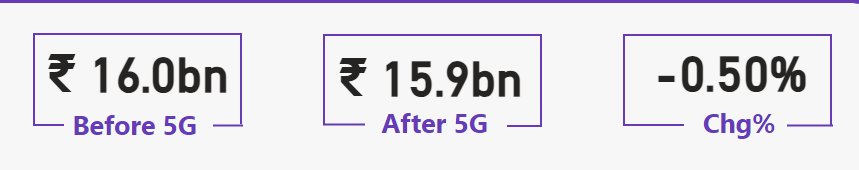 ₹ 16.0bn
Before 5G
₹ 15.9bn
After 5G
-0.50%
Chg%